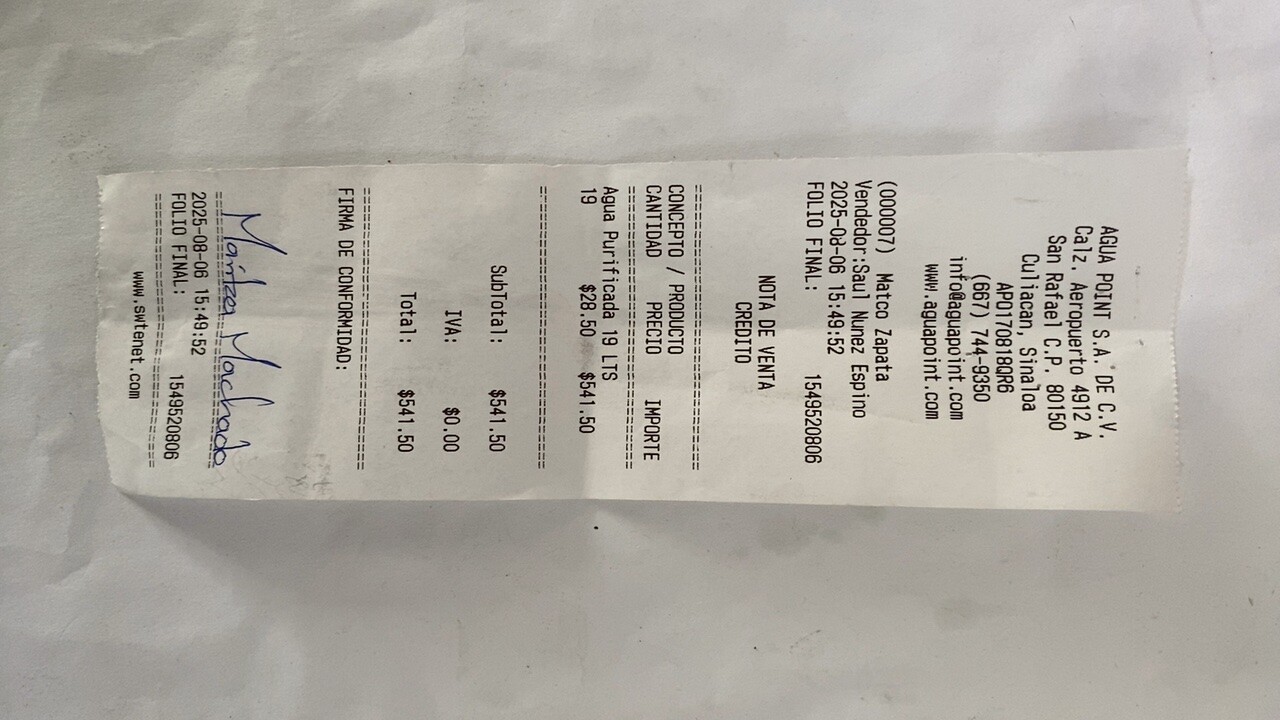 AGUA POINT S.A. DE C.V.
Calz. Aeropuerto 4912 A
San Rafael C.P. 80150
Culiacan, Sinaloa
APO170818QR6
(667) 744-9350
info@aguapoint.com
www.aguapoint.com
(000007) Matco Zapata
Vendedor:Saul Nunez Espino
2025-08-06 15:49:52
FOLIO FINAL: 1549520806
NOTA DE VENTA
CREDITO
CONCEPTO / PRODUCTO
CANTIDAD PRECIO IMPORTE
Agua Purificada 19 LTS
19 $28.50 $541.50
SubTotal: $541.50
IVA: $0.00
Total: $541.50
FIRMA DE CONFORMIDAD:
Maritza Machado
2025-08-06 15:49:52
FOLIO FINAL: 1549520806
www.swtenet.com